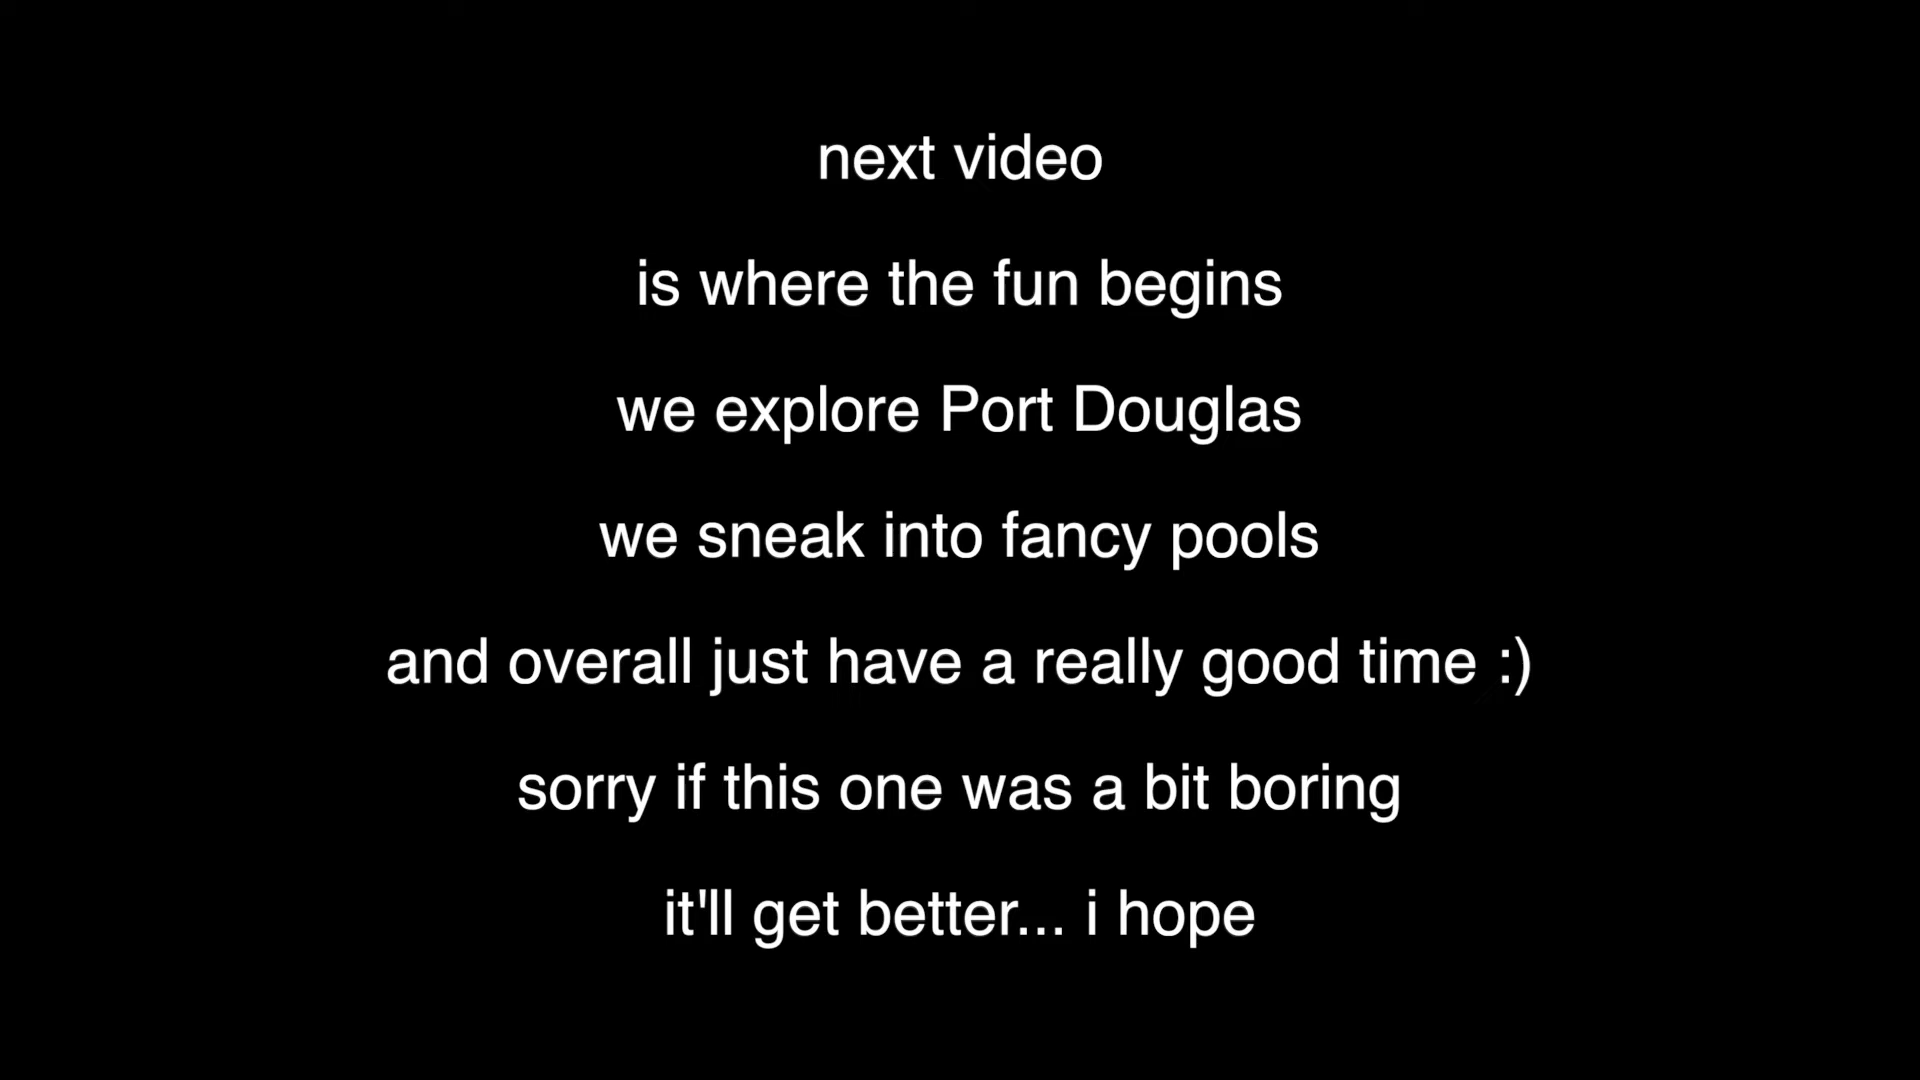 next video
is where the fun begins
we explore Port Douglas
we sneak into fancy pools
and overall just have a really good time :)
sorry if this one was a bit boring
it'll get better... i hope